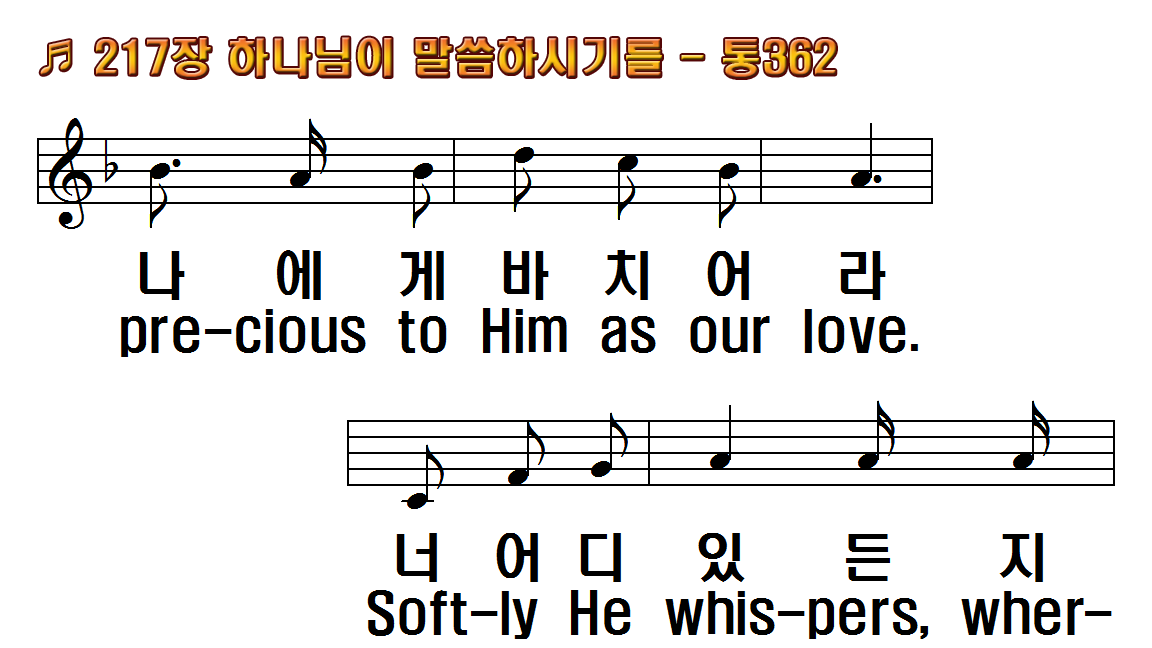 ♬ 217장 하나님이 말씀하시기를 - 통362
나 에 게 바 치 어 라
pre-cious to Him as our love.
너 어 디 있 든 지
Soft-ly He whis-pers, wher-